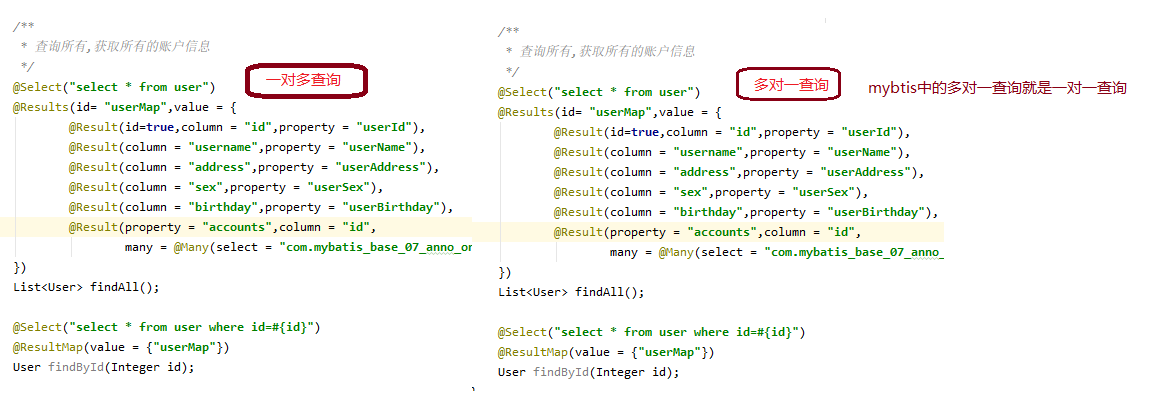 /**
* 查询所有,获取所有的账户信息
*/
@Select("select * from user")
一对多查询
@Results(id= "userMap",value = {
@Result(id=true,column = "id",property = "userId"),
@Result(column = "username",property = "userName"),
@Result(column = "address",property = "userAddress"),
@Result(column = "sex",property = "userSex"),
@Result(column = "birthday",property = "userBirthday"),
@Result(property = "accounts",column = "id",
many = @Many(select = "com.mybatis_base_07_anno_or
})
List<User> findAll();
@Select("select * from user where id=#{id}")
@ResultMap(value = {"userMap"})
User findById(Integer id);
/**
* 查询所有,获取所有的账户信息
*/
@Select("select * from user")
多对一查询
mybtis中的多对一查询就是一对一查询
@Results(id= "userMap",value = {
@Result(id=true,column = "id",property = "userId"),
@Result(column = "username",property = "userName"),
@Result(column = "address",property = "userAddress"),
@Result(column = "sex",property = "userSex"),
@Result(column = "birthday",property = "userBirthday"),
@Result(property = "accounts",column = "id",
many = @Many(select = "com.mybatis_base_07_anno_
})
List<User> findAll();
@Select("select * from user where id=#{id}")
@ResultMap(value = {"userMap"})
User findById(Integer id);